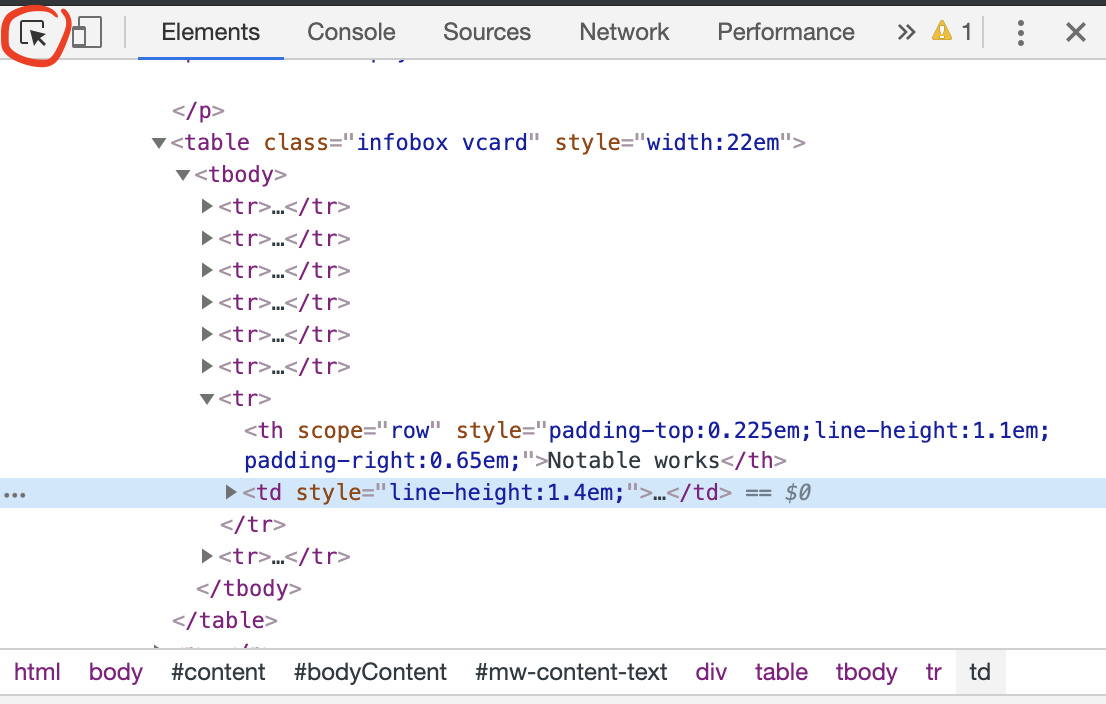 Elements Console Sources Network Performance » 1
</p>
▼<table class="infobox vcard" style="width:22em">
▼<tbody>
▶<tr>…</tr>
▶<tr>…</tr>
▶<tr>…</tr>
▶<tr>…</tr>
▶<tr>…</tr>
▶<tr>…</tr>
▼<tr>
<th scope="row" style="padding-top:0.225em;line-height:1.1em;
padding-right:0.65em;">Notable works</th>
… ▶<td style="line-height:1.4em;">…</td> == $0
</tr>
▶<tr>…</tr>
</tbody>
</table>
html body #content #bodyContent #mw-content-text div table tbody tr td